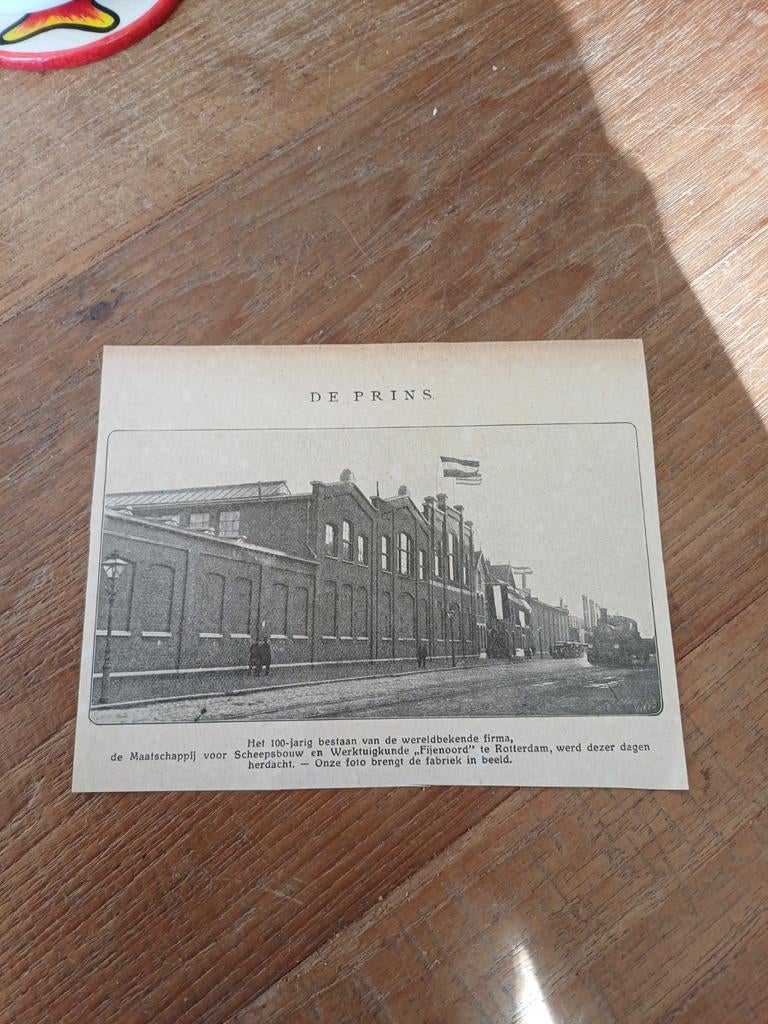 DE PRINS.
Het 100-jarig bestaan van de wereldbekende firma,
de Maatschappij voor Scheepsbouw en Werktuigkunde „Fijenoord" te Rotterdam, werd dezer dagen
herdacht. — Onze foto brengt de fabriek in beeld.